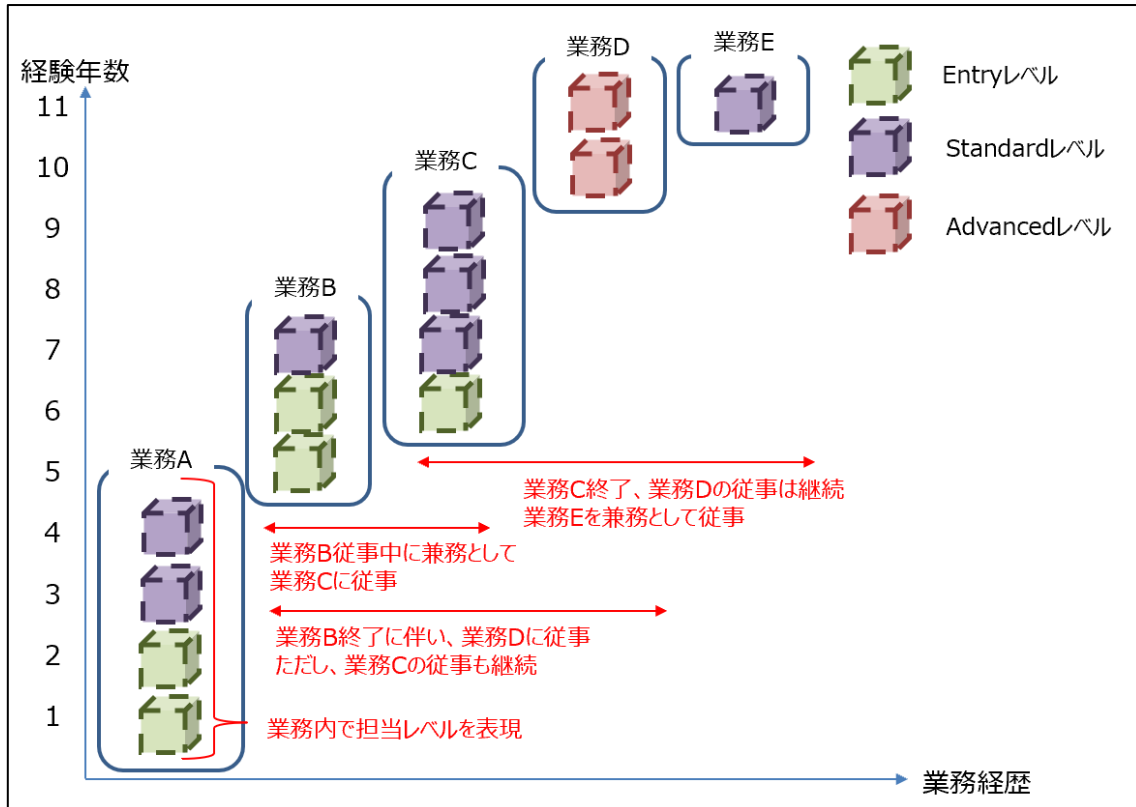 経験年数
11
10
9
8
7
6
5
4
3
2
1
業務A
業務B
業務C
業務D
業務E
Entryレベル
Standardレベル
Advancedレベル
業務C終了、業務Dの従事は継続
業務Eを兼務として従事
業務B従事中に兼務として
業務Cに従事
業務B終了に伴い、業務Dに従事
ただし、業務Cの従事も継続
業務内で担当レベルを表現
業務経歴